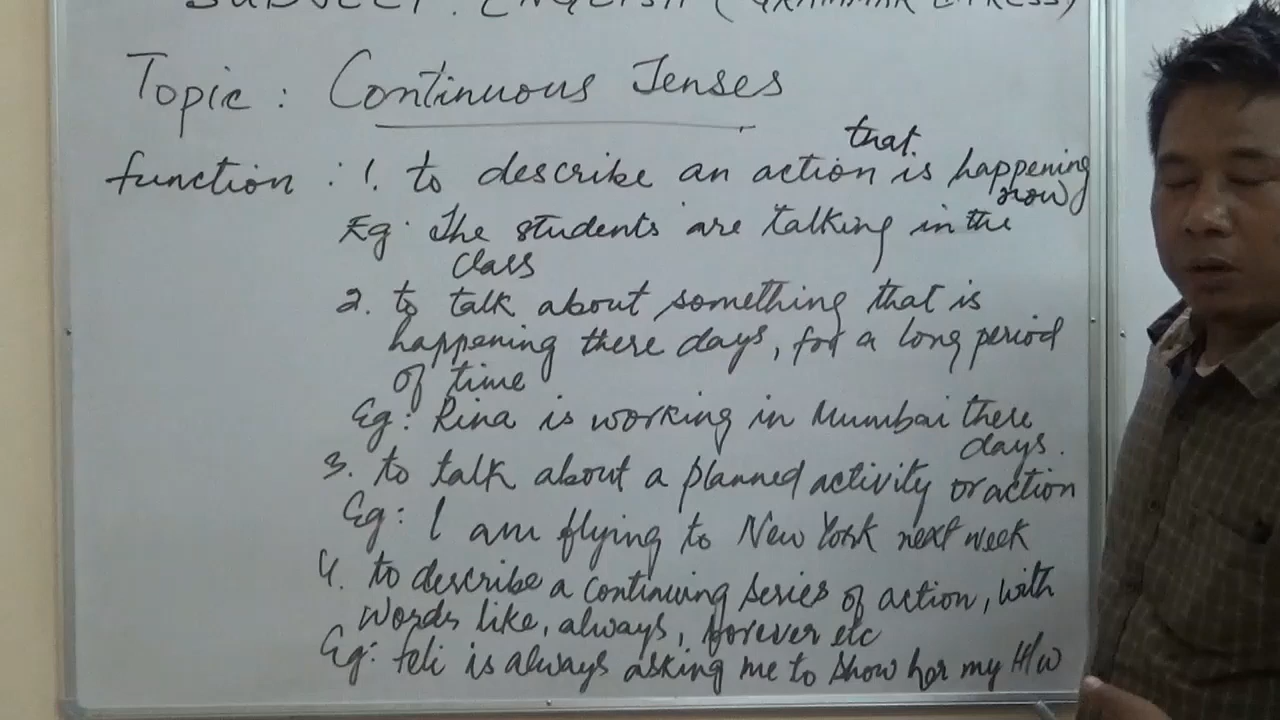 SUBJECT : ENGLISH (GRAMMAR EXPRESS)
Topic : Continuous Tenses
function : 1. to describe an action that is happening now
Eg: The students are talking in the
class
2. to talk about something that is
happening there days, for a long period
of time
Eg: Rina is working in Mumbai there
days.
3. to talk about a planned activity or action
Eg: I am flying to New York next week
4. to describe a continuing series of action, with
words like, always, forever etc
Eg: feli is always asking me to show her my H/W